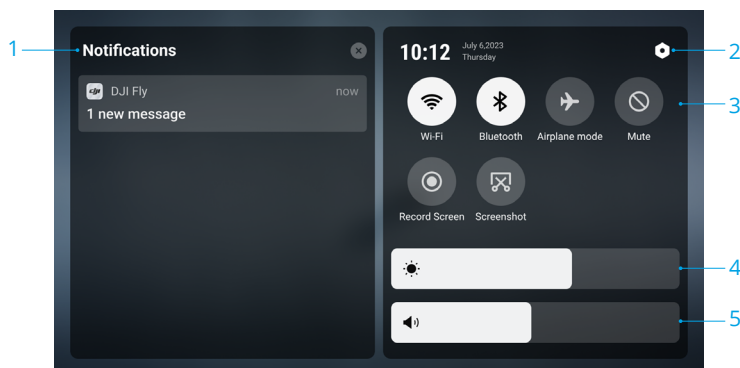 1
Notifications
DJI Fly
now
1 new message
10:12
July 6,2023
Thursday
2
3
Wi-Fi
Bluetooth
Airplane mode
Mute
Record Screen
Screenshot
4
5